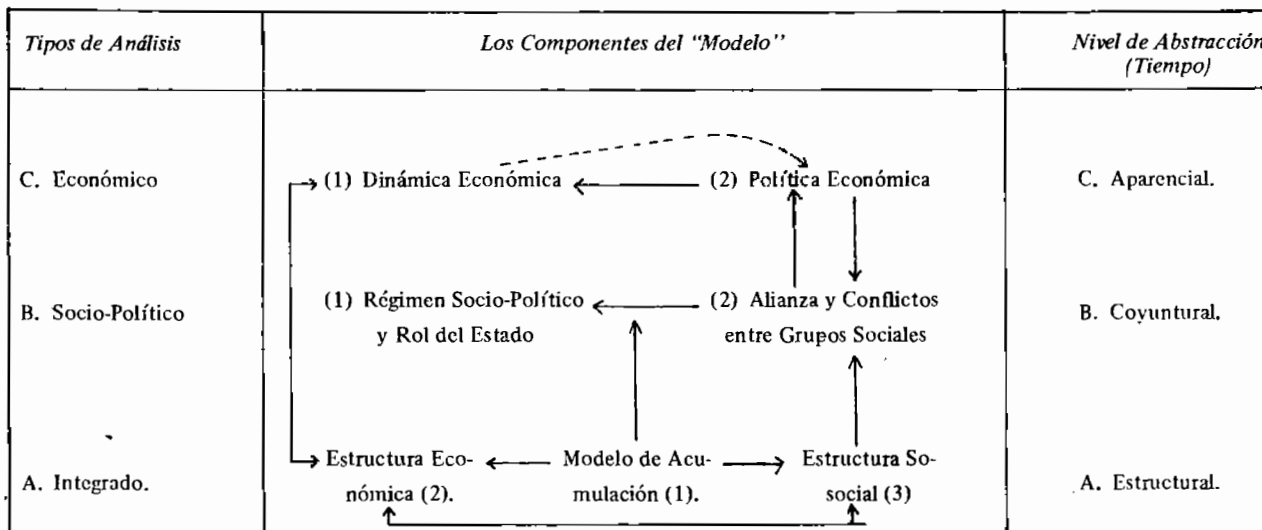 Tipos de Análisis
Los Componentes del "Modelo"
Nivel de Abstracción
(Tiempo)
C. Económico
(1) Dinámica Económica
(2) Política Económica
C. Aparencial.
B. Socio-Político
(1) Régimen Socio-Político
y Rol del Estado
(2) Alianza y Conflictos
entre Grupos Sociales
B. Coyuntural.
A. Integrado.
Estructura Eco-
nómica (2).
Modelo de Acu-
mulación (1).
Estructura So-
social (3)
A. Estructural.